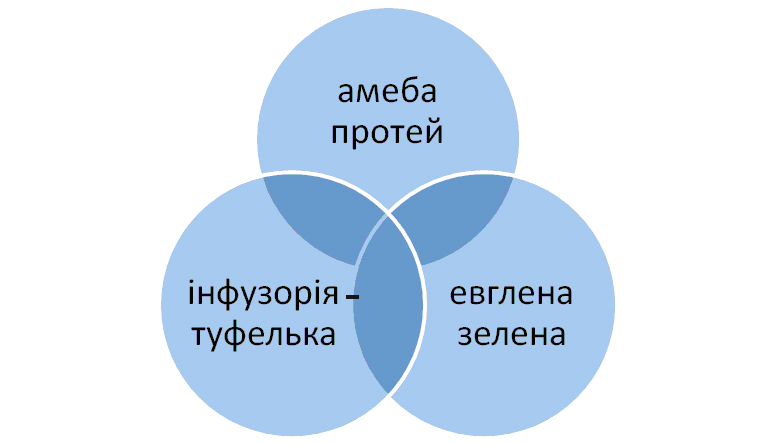 амеба
протей
інфузорія-
туфелька
евглена
зелена